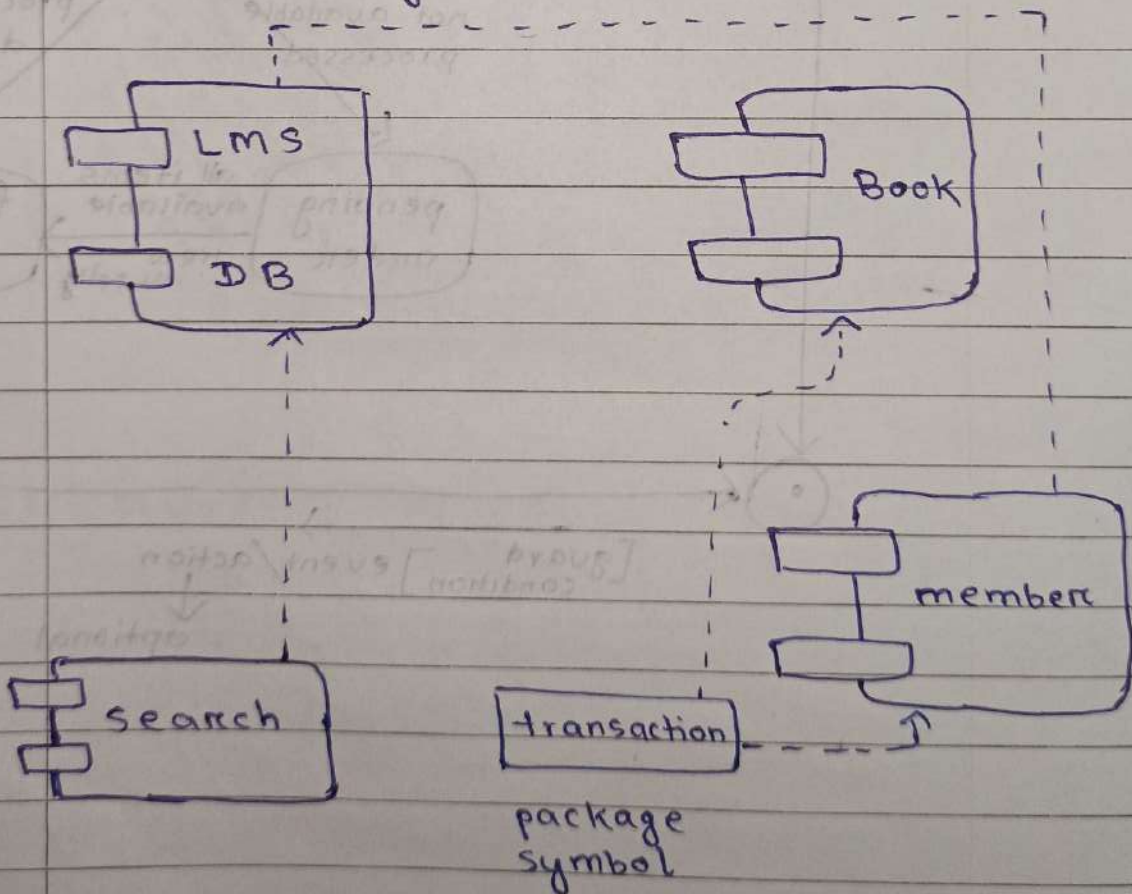 LMS
DB
Book
member
search
transaction
package
symbol